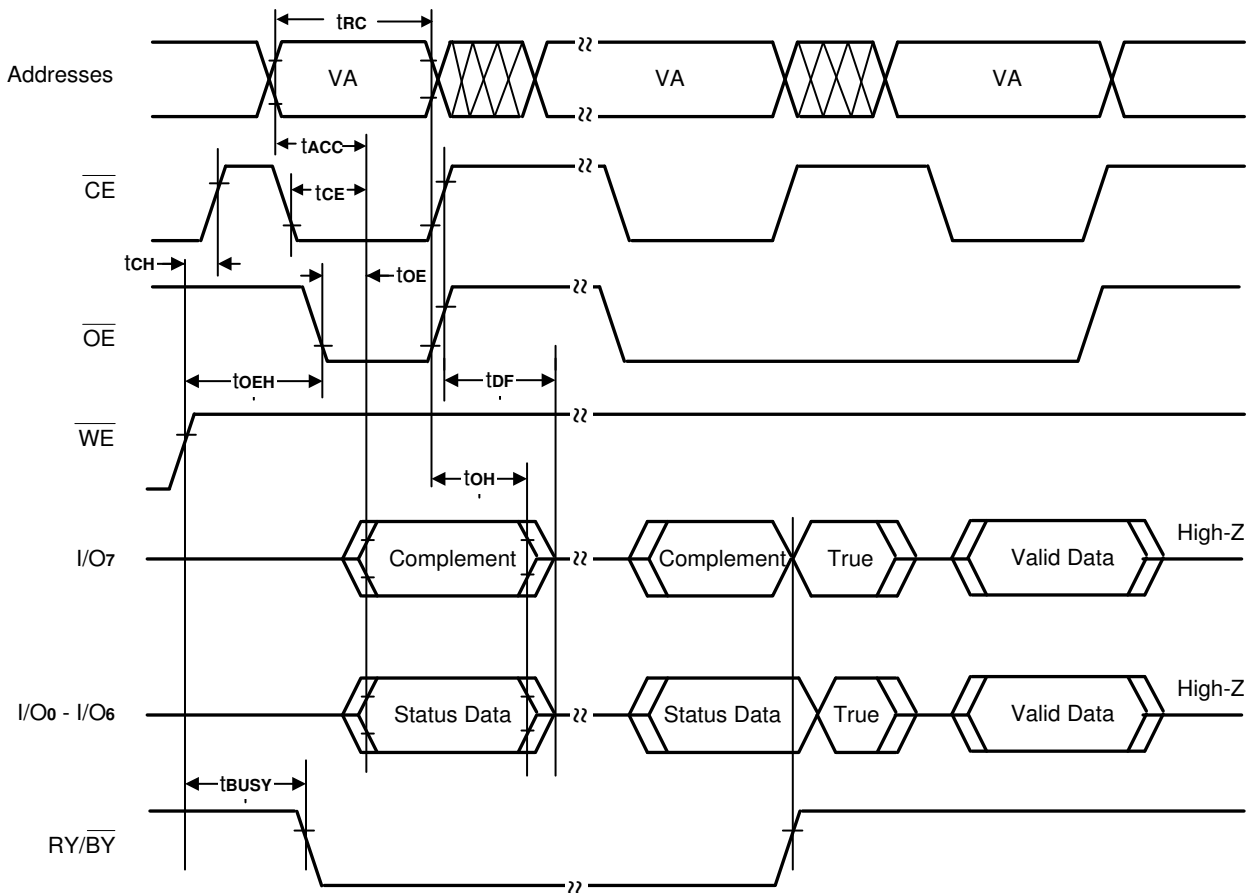 tRC
Addresses VA VA VA
tACC
CE tCE
tCH tOE
OE
tOEH tDF
WE
tOH
I/O7 Complement Complement True Valid Data High-Z
I/O0 - I/O6 Status Data Status Data True Valid Data High-Z
tBUSY
RY/BY